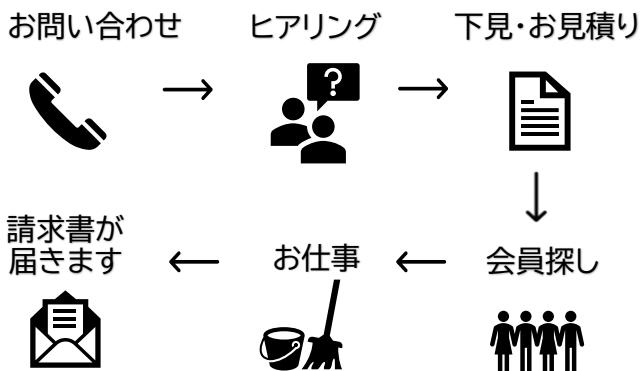 お問い合わせ
ヒアリング
下見・お見積り
?
会員探し
お仕事
請求書が
届きます